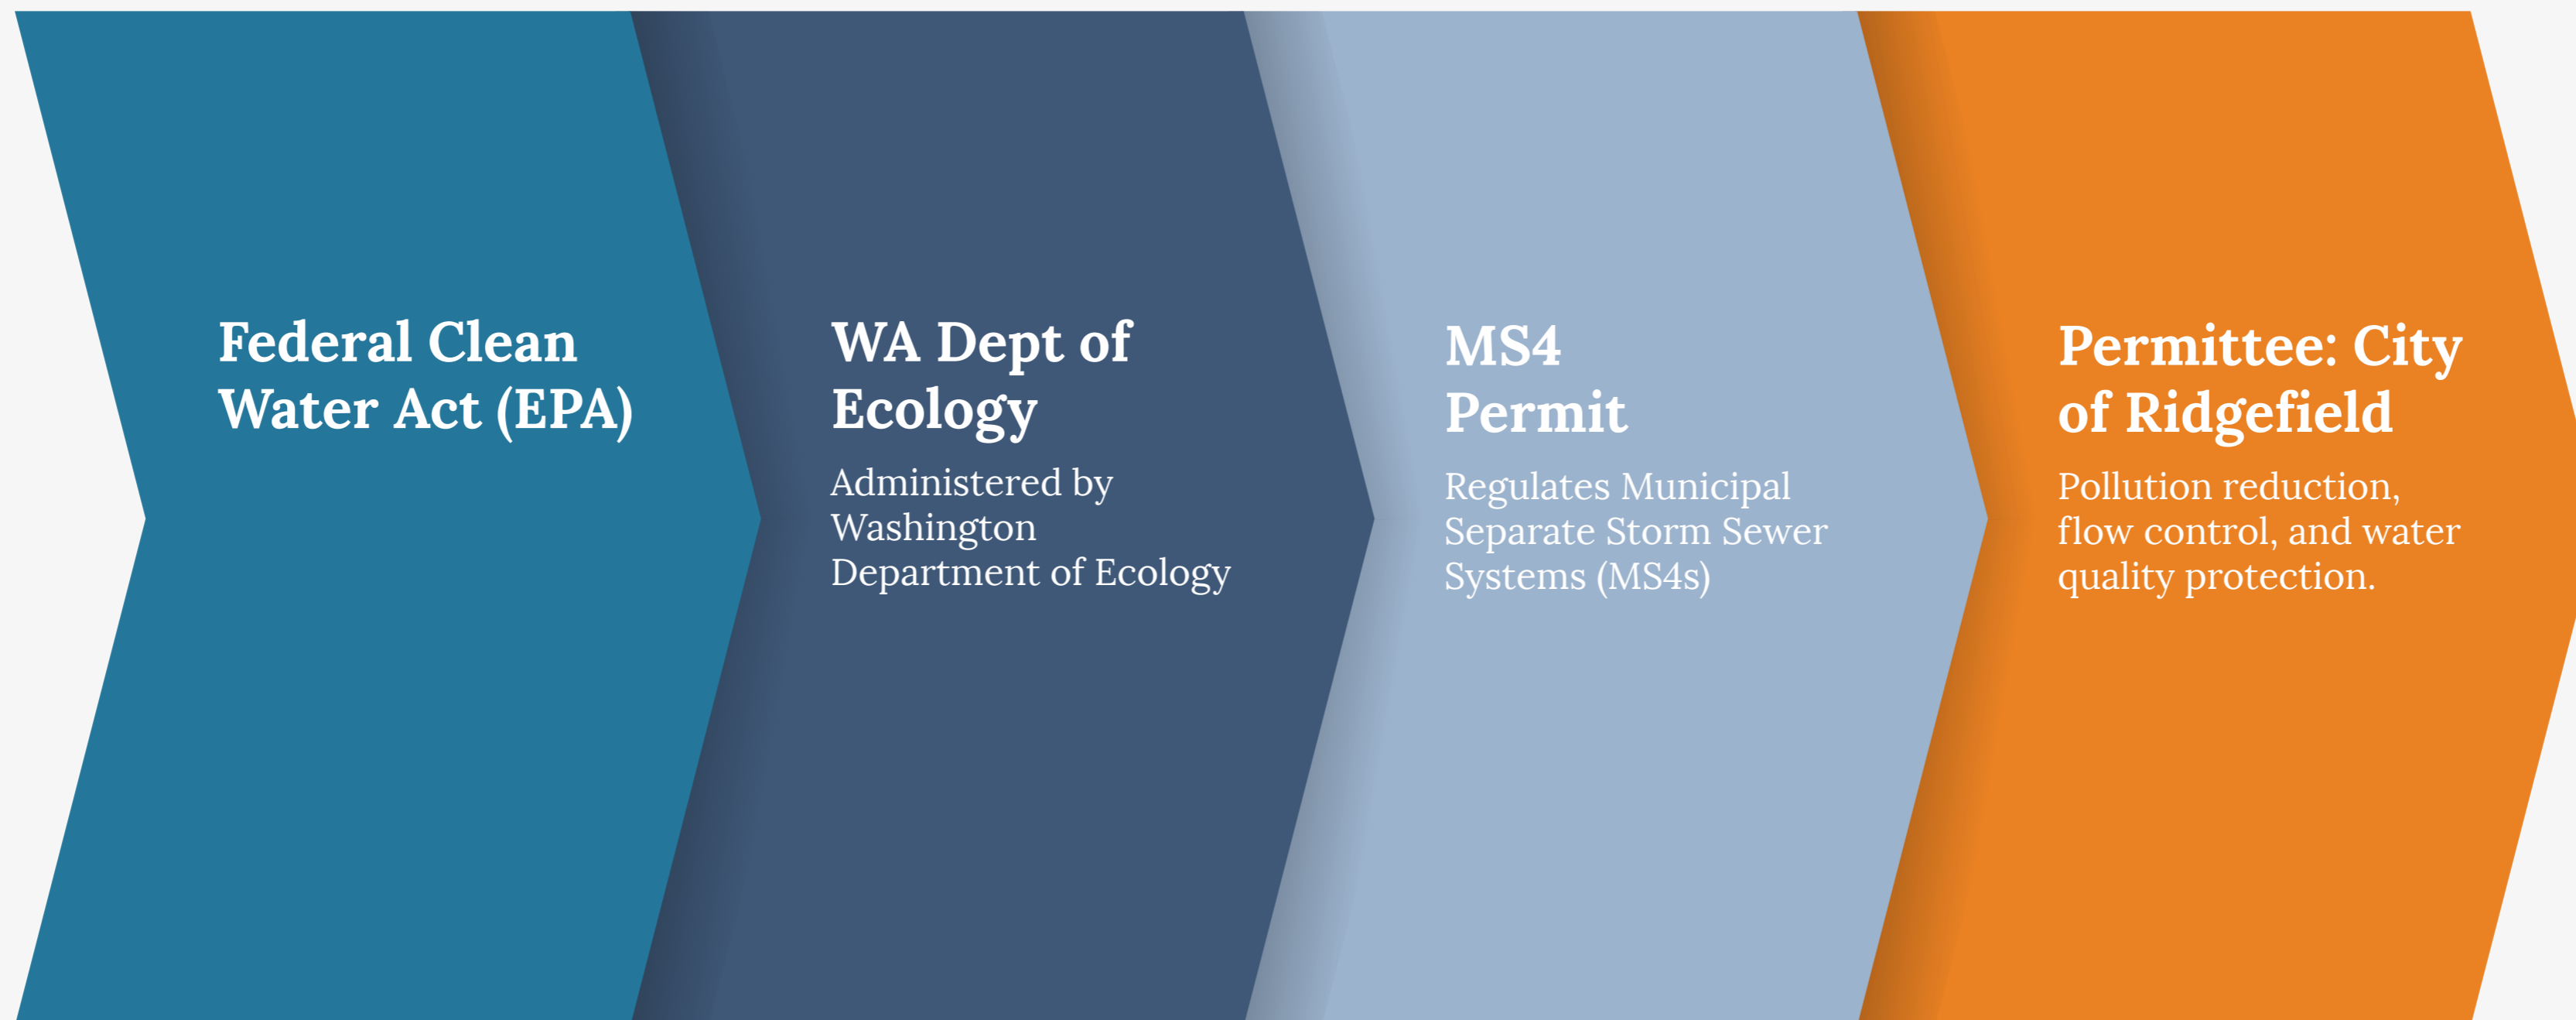 Federal Clean
Water Act (EPA)
WA Dept of
Ecology
Administered by
Washington
Department of Ecology
MS4
Permit
Regulates Municipal
Separate Storm Sewer
Systems (MS4s)
Permittee: City
of Ridgefield
Pollution reduction,
flow control, and water
quality protection.